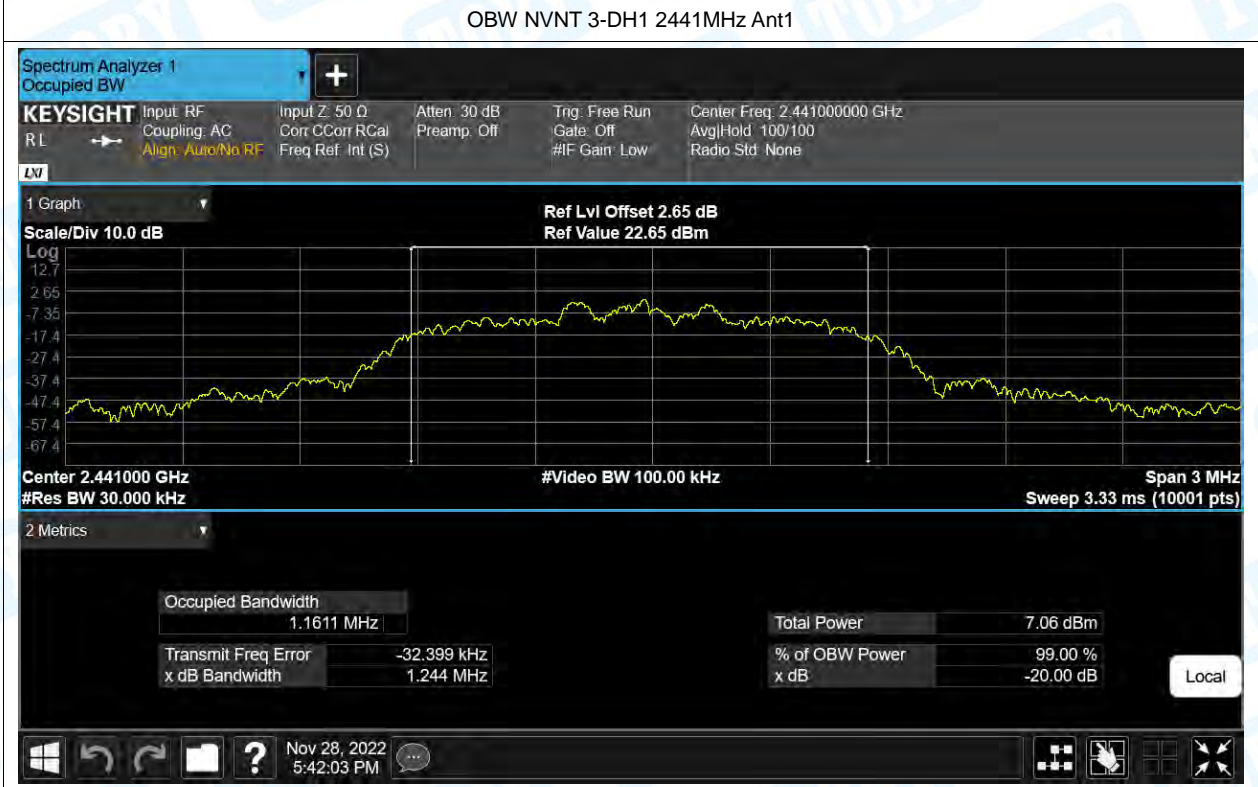 OBW NVNT 3-DH1 2441MHz Ant1
Spectrum Analyzer 1
Occupied BW
+
KEYSIGHT
R L
LXI
Input: RF
Coupling: AC
Align: Auto/No RF
Input Z: 50 Ω
Corr CCorr RCal
Freq Ref: Int (S)
Atten: 30 dB
Preamp: Off
Trig: Free Run
Gate: Off
#IF Gain: Low
Center Freq: 2.441000000 GHz
Avg|Hold: 100/100
Radio Std: None
1 Graph
Scale/Div 10.0 dB
Ref Lvl Offset 2.65 dB
Ref Value 22.65 dBm
Log
12.7
2.65
-7.35
-17.4
-27.4
-37.4
-47.4
-57.4
-67.4
Center 2.441000 GHz
#Res BW 30.000 kHz
#Video BW 100.00 kHz
Span 3 MHz
Sweep 3.33 ms (10001 pts)
2 Metrics
Occupied Bandwidth
1.1611 MHz
Transmit Freq Error -32.399 kHz
x dB Bandwidth 1.244 MHz
Total Power 7.06 dBm
% of OBW Power 99.00 %
x dB -20.00 dB
Local
?
Nov 28, 2022
5:42:03 PM